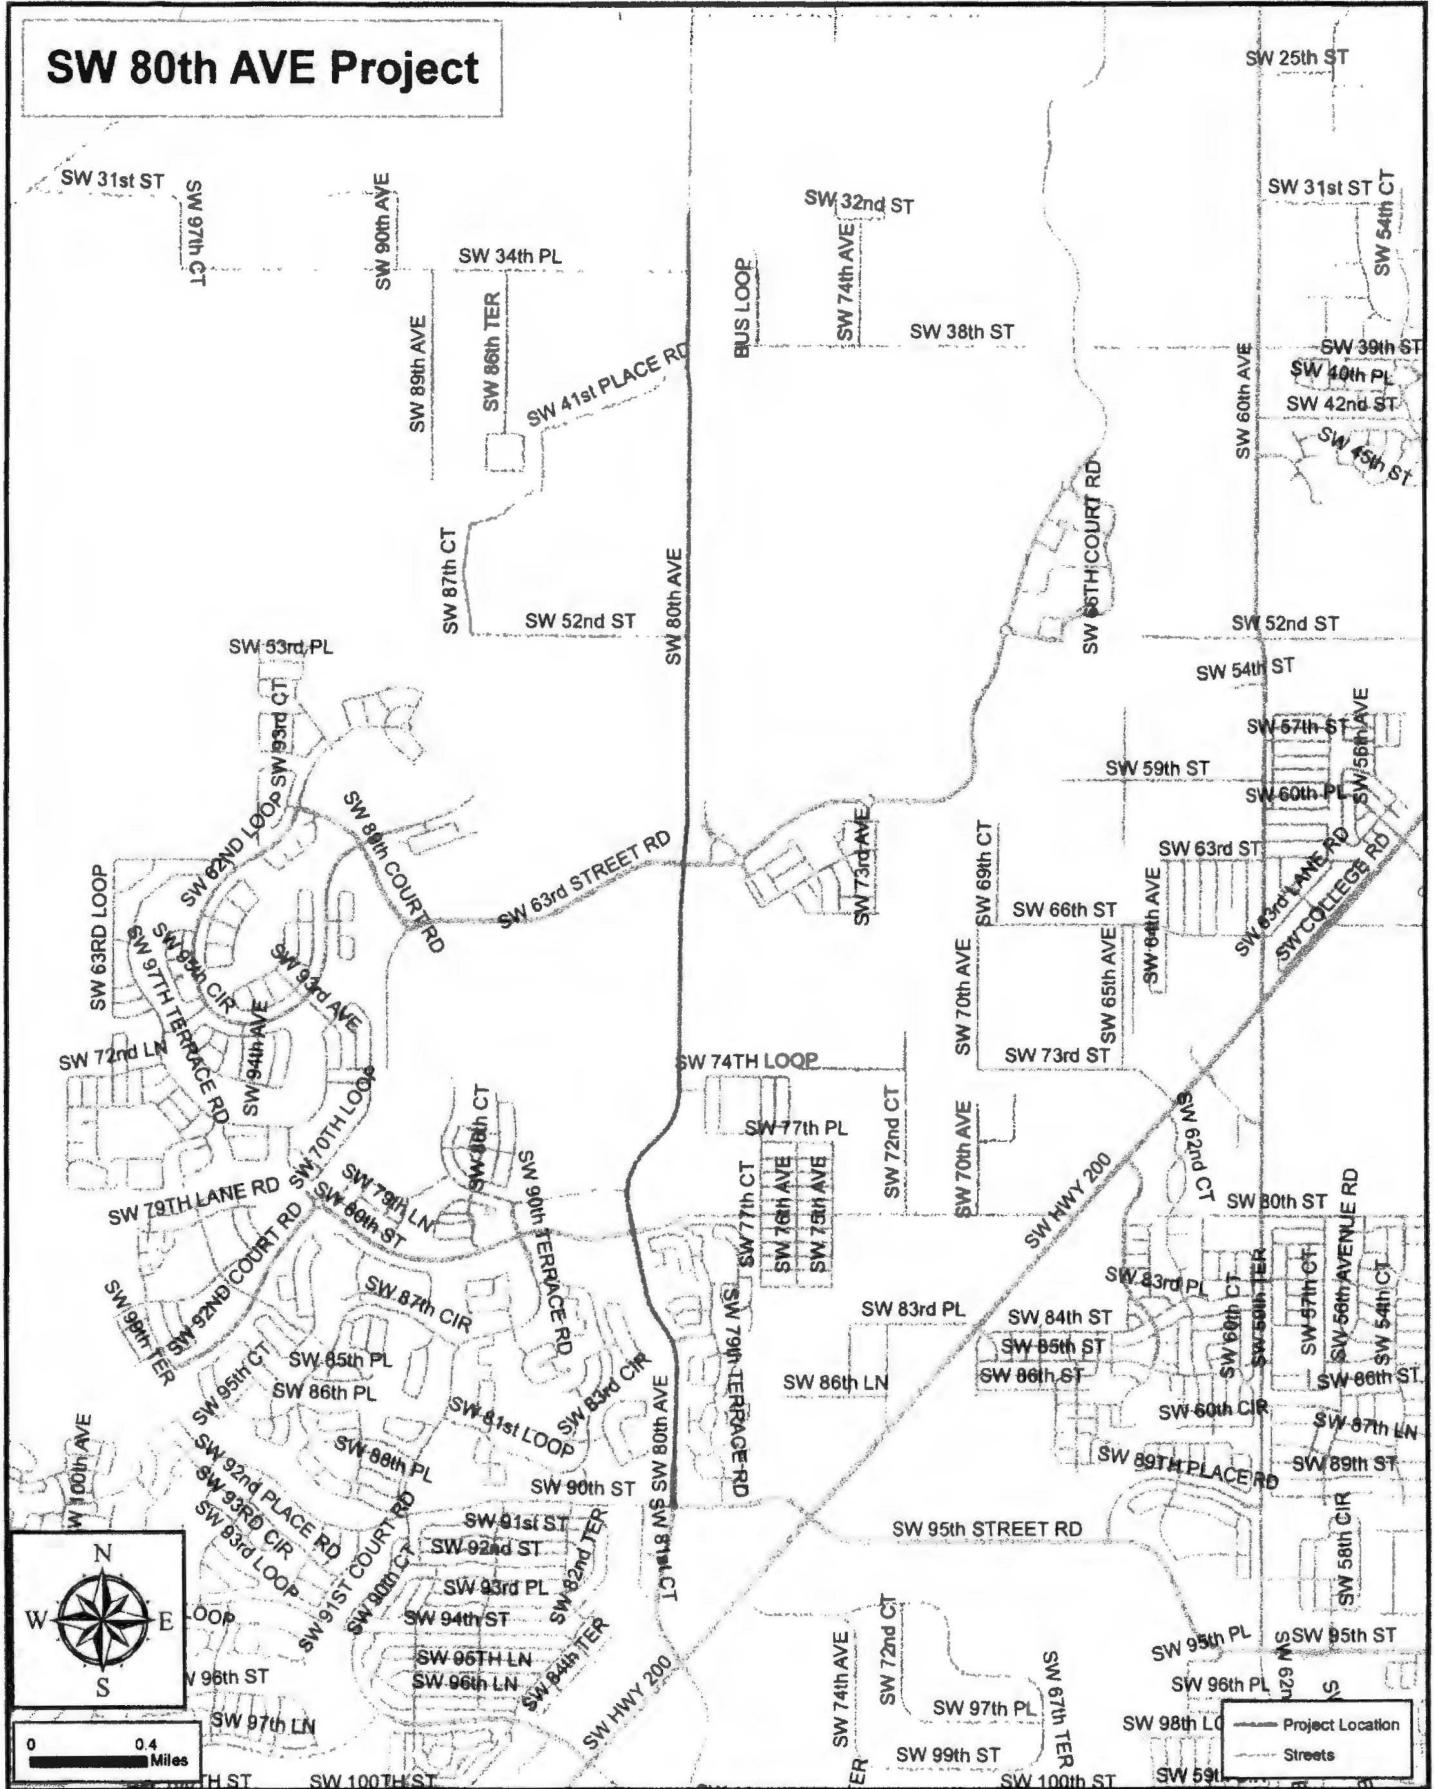 SW 80th AVE Project
SW 25th ST
SW 31st ST
SW 97th CT
SW 90th AVE
SW 32nd ST
SW 31st ST
SW 54th CT
SW 34th PL
SW 74th AVE
BUS LOOP
SW 38th ST
SW 89th AVE
SW 86th TER
SW 41st PLACE RD
SW 60th AVE
SW 39th ST
SW 40th PL
SW 42nd ST
SW 45th ST
SW 66TH COURT RD
SW 87th CT
SW 80th AVE
SW 52nd ST
SW 52nd ST
SW 53rd PL
SW 54th ST
SW 93rd CT
SW 57th ST
SW 56th AVE
SW 59th ST
SW 60th PL
SW 62ND LOOP
SW 89th COURT RD
SW 63rd STREET RD
SW 73rd AVE
SW 69th CT
SW 63rd ST
SW 63rd LANE RD
SW COLLEGE RD
SW 63RD LOOP
SW 66th ST
SW 64th AVE
SW 97TH TERRACE RD
SW 95th CIR
SW 93rd AVE
SW 70th AVE
SW 65th AVE
SW 72nd LN
SW 94th AVE
SW 74TH LOOP
SW 73rd ST
SW 70TH LOOP
SW 86th CT
SW 77th PL
SW 72nd CT
SW 70th AVE
SW 62nd CT
SW 79TH LANE RD
SW 79th LN
SW 80th ST
SW 90th TERRACE RD
SW 77th CT
SW 76th AVE
SW 75th AVE
SW HWY 200
SW 80th ST
SW 92ND COURT RD
SW 99th TER
SW 87th CIR
SW 83rd PL
SW 60th CT
SW 59th TER
SW 57th CT
SW 56th AVENUE RD
SW 54th CT
SW 79th TERRACE RD
SW 83rd PL
SW 84th ST
SW 85th ST
SW 86th ST
SW 95th CT
SW 85th PL
SW 86th PL
SW 83rd CIR
SW 80th AVE
SW 86th LN
SW 86th ST
SW 81st LOOP
SW 60th CIR
SW 87th LN
SW 100th AVE
SW 92nd PLACE RD
SW 88th PL
SW 89TH PLACE RD
SW 89th ST
SW 93RD CIR
SW 93rd LOOP
SW 90th ST
SW 91ST COURT RD
SW 91st ST
SW 92nd ST
SW 82nd TER
SW 81st CT
SW 95th STREET RD
SW 58th CIR
SW 90th CT
SW 93rd PL
SW 94th ST
N
W
E
S
LOOP
SW 95TH LN
SW 96th LN
SW 84th TER
W 96th ST
SW 97th LN
SW HWY 200
SW 74th AVE
SW 72nd CT
SW 97th PL
SW 67th TER
SW 99th ST
SW 95th PL
SW 95th ST
SW 96th PL
SW 98th LO
Project Location
Streets
0 0.4
Miles
SW 100TH ST
SW 100th ST
TER
SW 59t